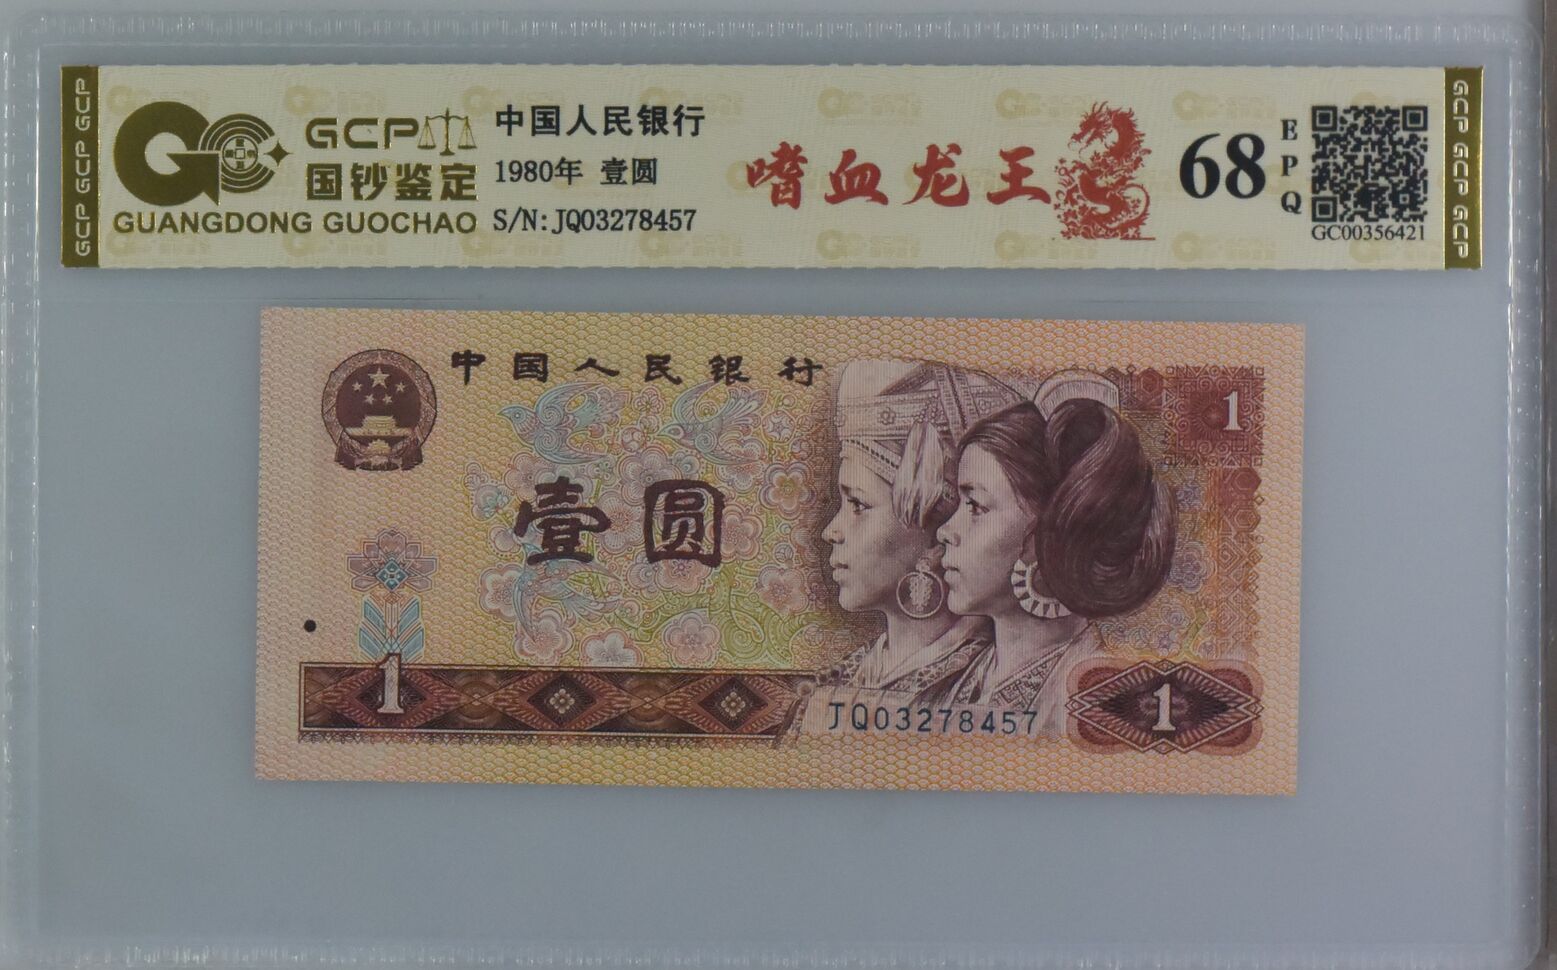 GCP GCP GCP
GCP
国钞鉴定
GUANGDONG GUOCHAO
中国人民银行
1980年 壹圆
S/N: JQ03278457
嗜血龙王
68
EPQ
GC00356421
GCP GCP GCP
中国人民银行
1
壹圆
1
JQ03278457
1